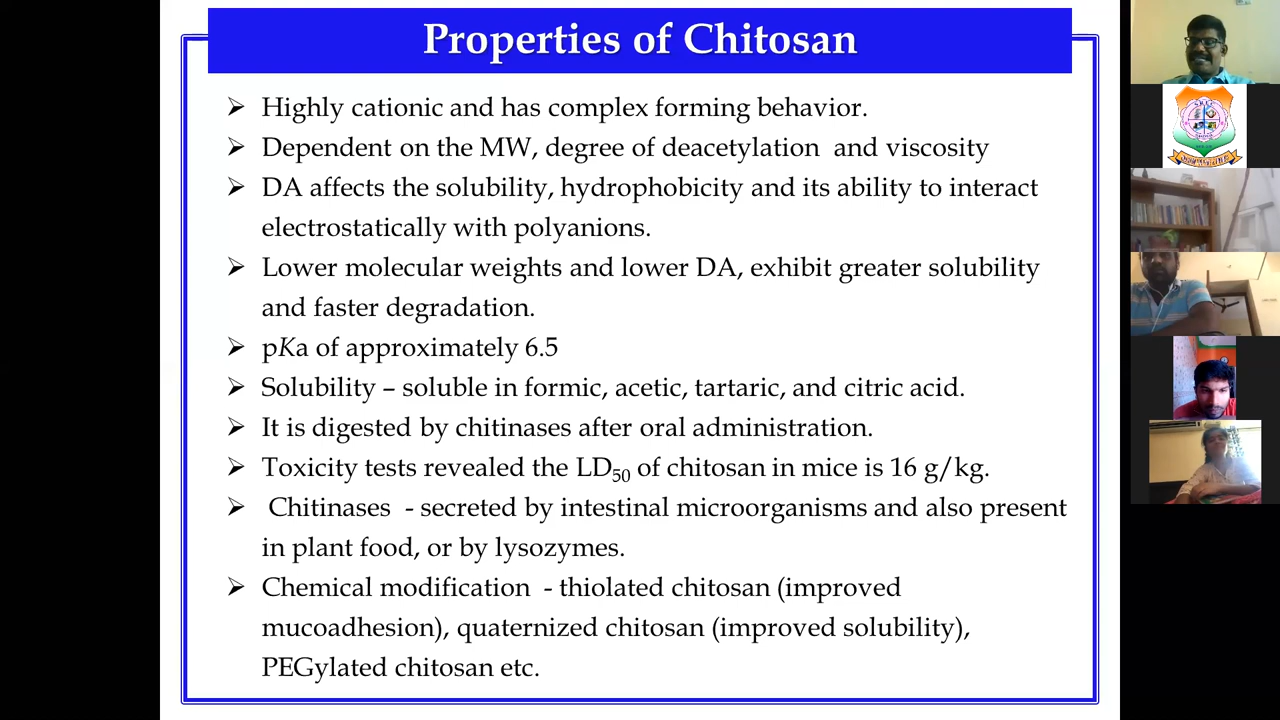 Properties of Chitosan
➢ Highly cationic and has complex forming behavior.
➢ Dependent on the MW, degree of deacetylation and viscosity
➢ DA affects the solubility, hydrophobicity and its ability to interact
electrostatically with polyanions.
➢ Lower molecular weights and lower DA, exhibit greater solubility
and faster degradation.
➢ pKa of approximately 6.5
➢ Solubility – soluble in formic, acetic, tartaric, and citric acid.
➢ It is digested by chitinases after oral administration.
➢ Toxicity tests revealed the LD50 of chitosan in mice is 16 g/kg.
➢ Chitinases - secreted by intestinal microorganisms and also present
in plant food, or by lysozymes.
➢ Chemical modification - thiolated chitosan (improved
mucoadhesion), quaternized chitosan (improved solubility),
PEGylated chitosan etc.